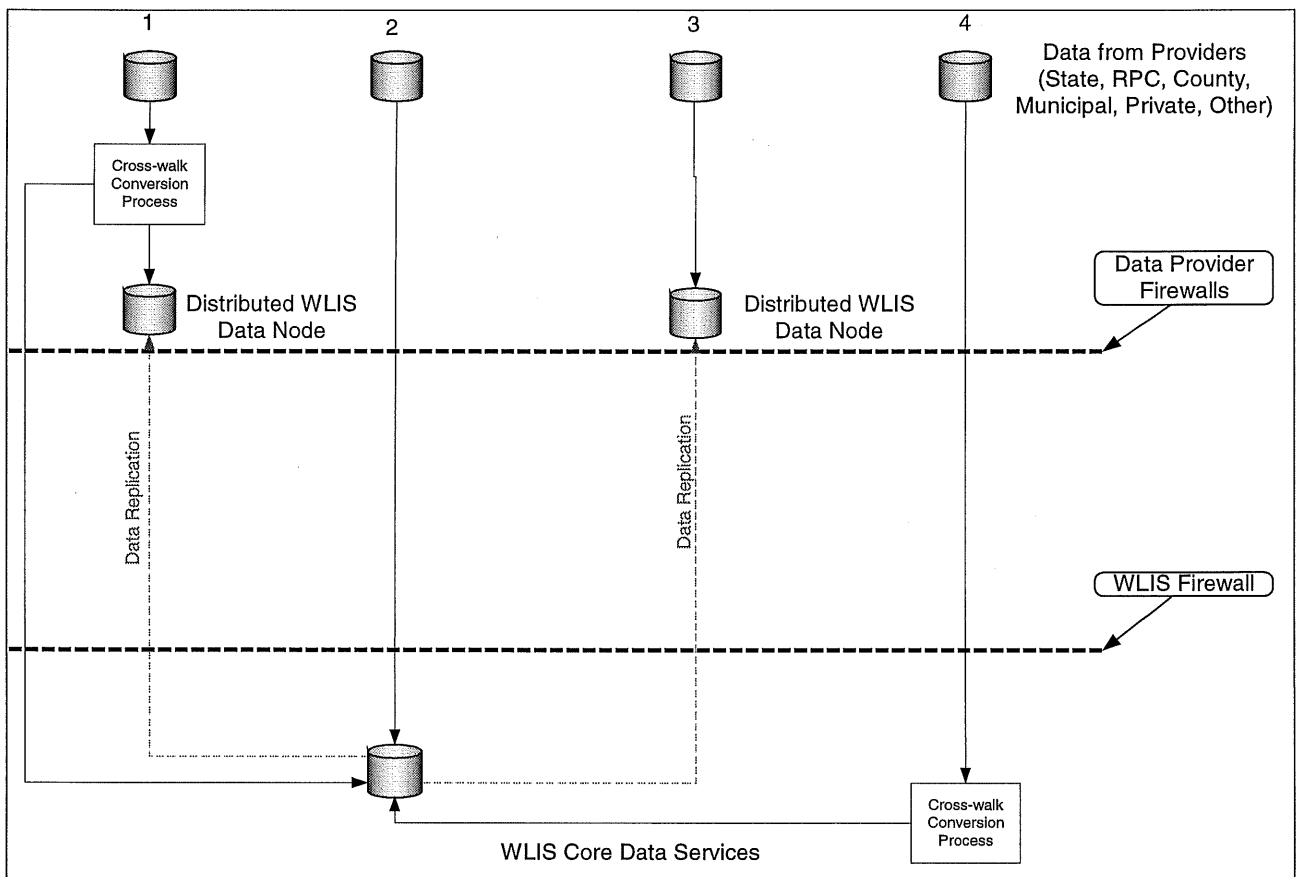 1
2
3
4
Data from Providers
(State, RPC, County,
Municipal, Private, Other)
Cross-walk
Conversion
Process
Data Provider
Firewalls
Distributed WLIS
Data Node
Distributed WLIS
Data Node
Data Replication
Data Replication
WLIS Firewall
Cross-walk
Conversion
Process
WLIS Core Data Services